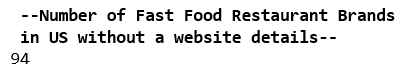 --Number of Fast Food Restaurant Brands
in US without a website details--
94